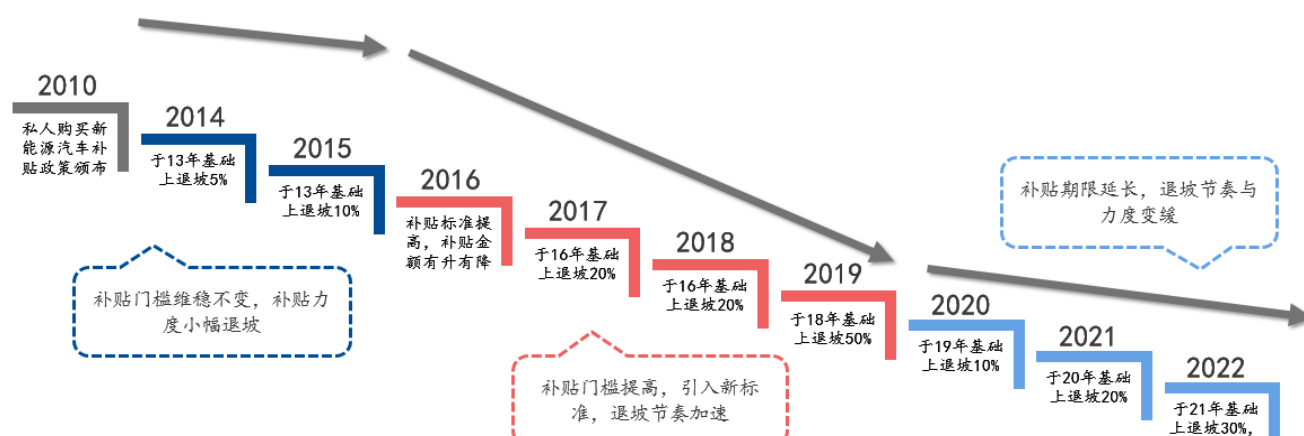 2010
私人购买新
能源汽车补
贴政策颁布
2014
于13年基础
上退坡5%
2015
于13年基础
上退坡10%
2016
补贴标准提
高，补贴金
额有升有降
2017
于16年基础
上退坡20%
2018
于16年基础
上退坡20%
2019
于18年基础
上退坡50%
2020
于19年基础
上退坡10%
2021
于20年基础
上退坡20%
2022
于21年基础
上退坡30%，
补贴门槛维稳不变，补贴力
度小幅退坡
补贴门槛提高，引入新标
准，退坡节奏加速
补贴期限延长，退坡节奏与
力度变缓